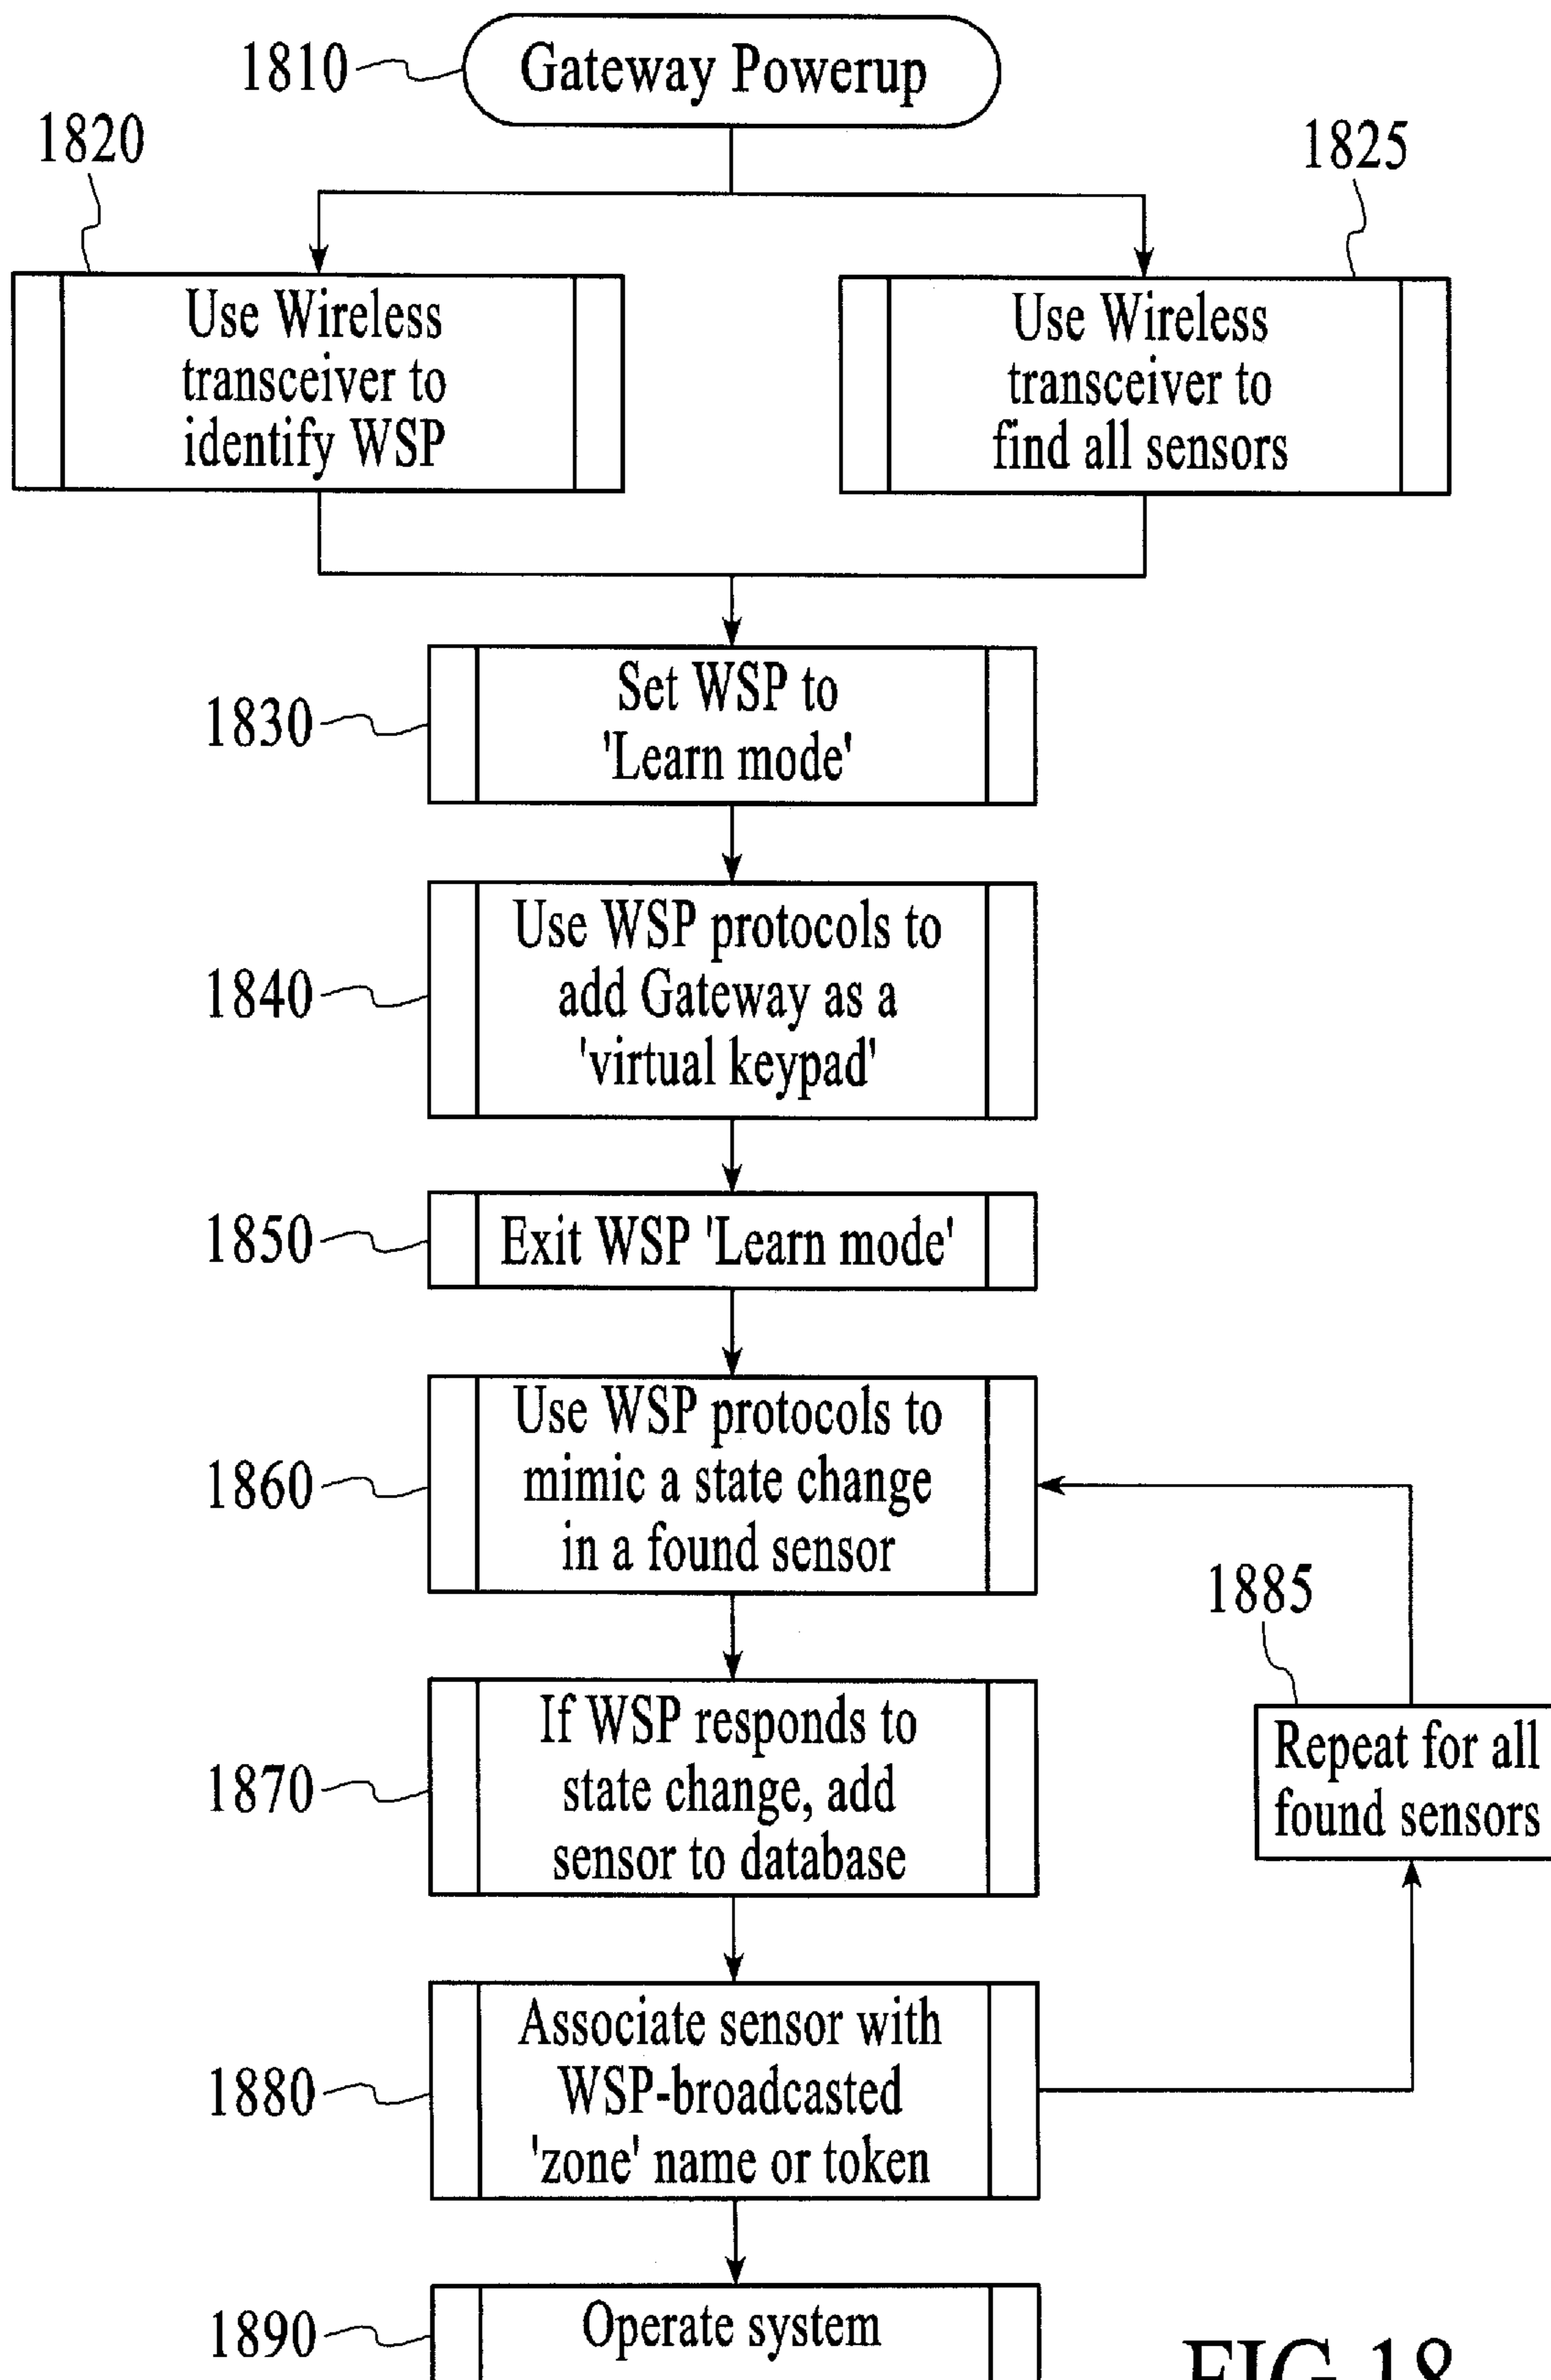 1810
Gateway Powerup
1820
1825
Use Wireless
transceiver to
identify WSP
Use Wireless
transceiver to
find all sensors
1830
Set WSP to
'Learn mode'
1840
Use WSP protocols to
add Gateway as a
'virtual keypad'
1850
Exit WSP 'Learn mode'
1860
Use WSP protocols to
mimic a state change
in a found sensor
1885
Repeat for all
found sensors
1870
If WSP responds to
state change, add
sensor to database
1880
Associate sensor with
WSP-broadcasted
'zone' name or token
1890
Operate system
FIG.18